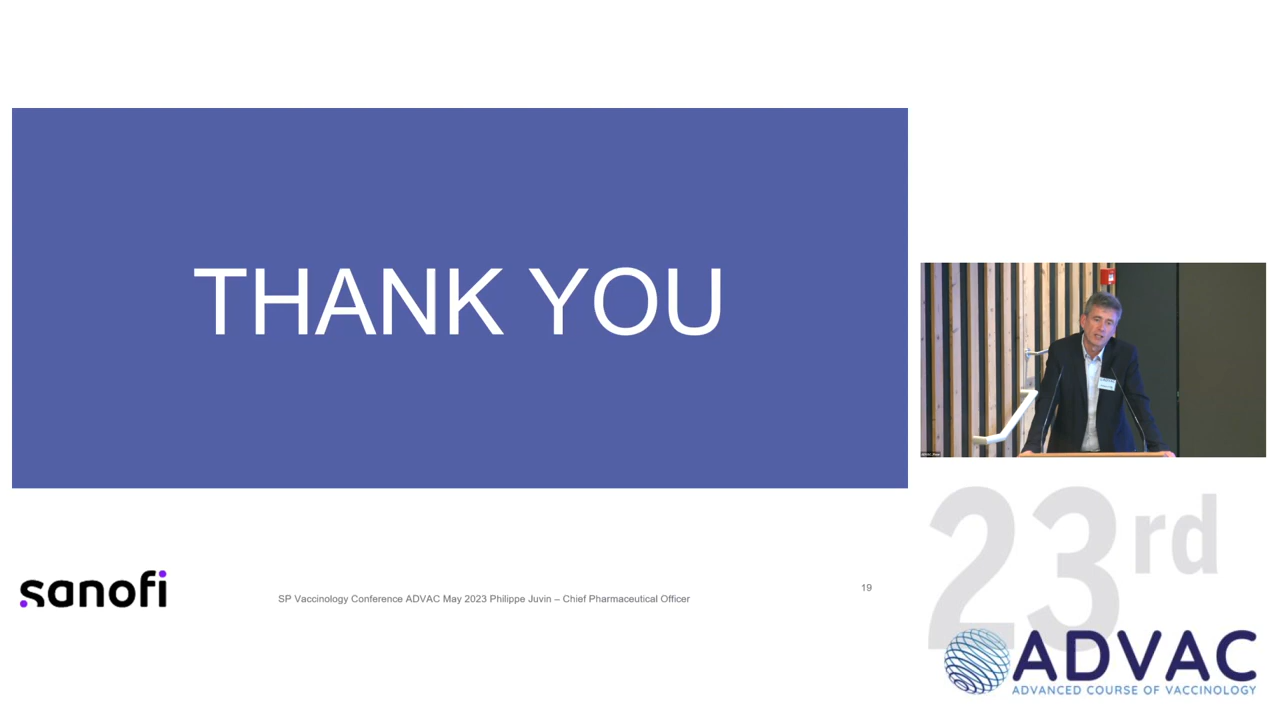 THANK YOU
sanofi
SP Vaccinology Conference ADVAC May 2023 Philippe Juvin – Chief Pharmaceutical Officer
19
23rd
ADVAC
ADVANCED COURSE OF VACCINOLOGY